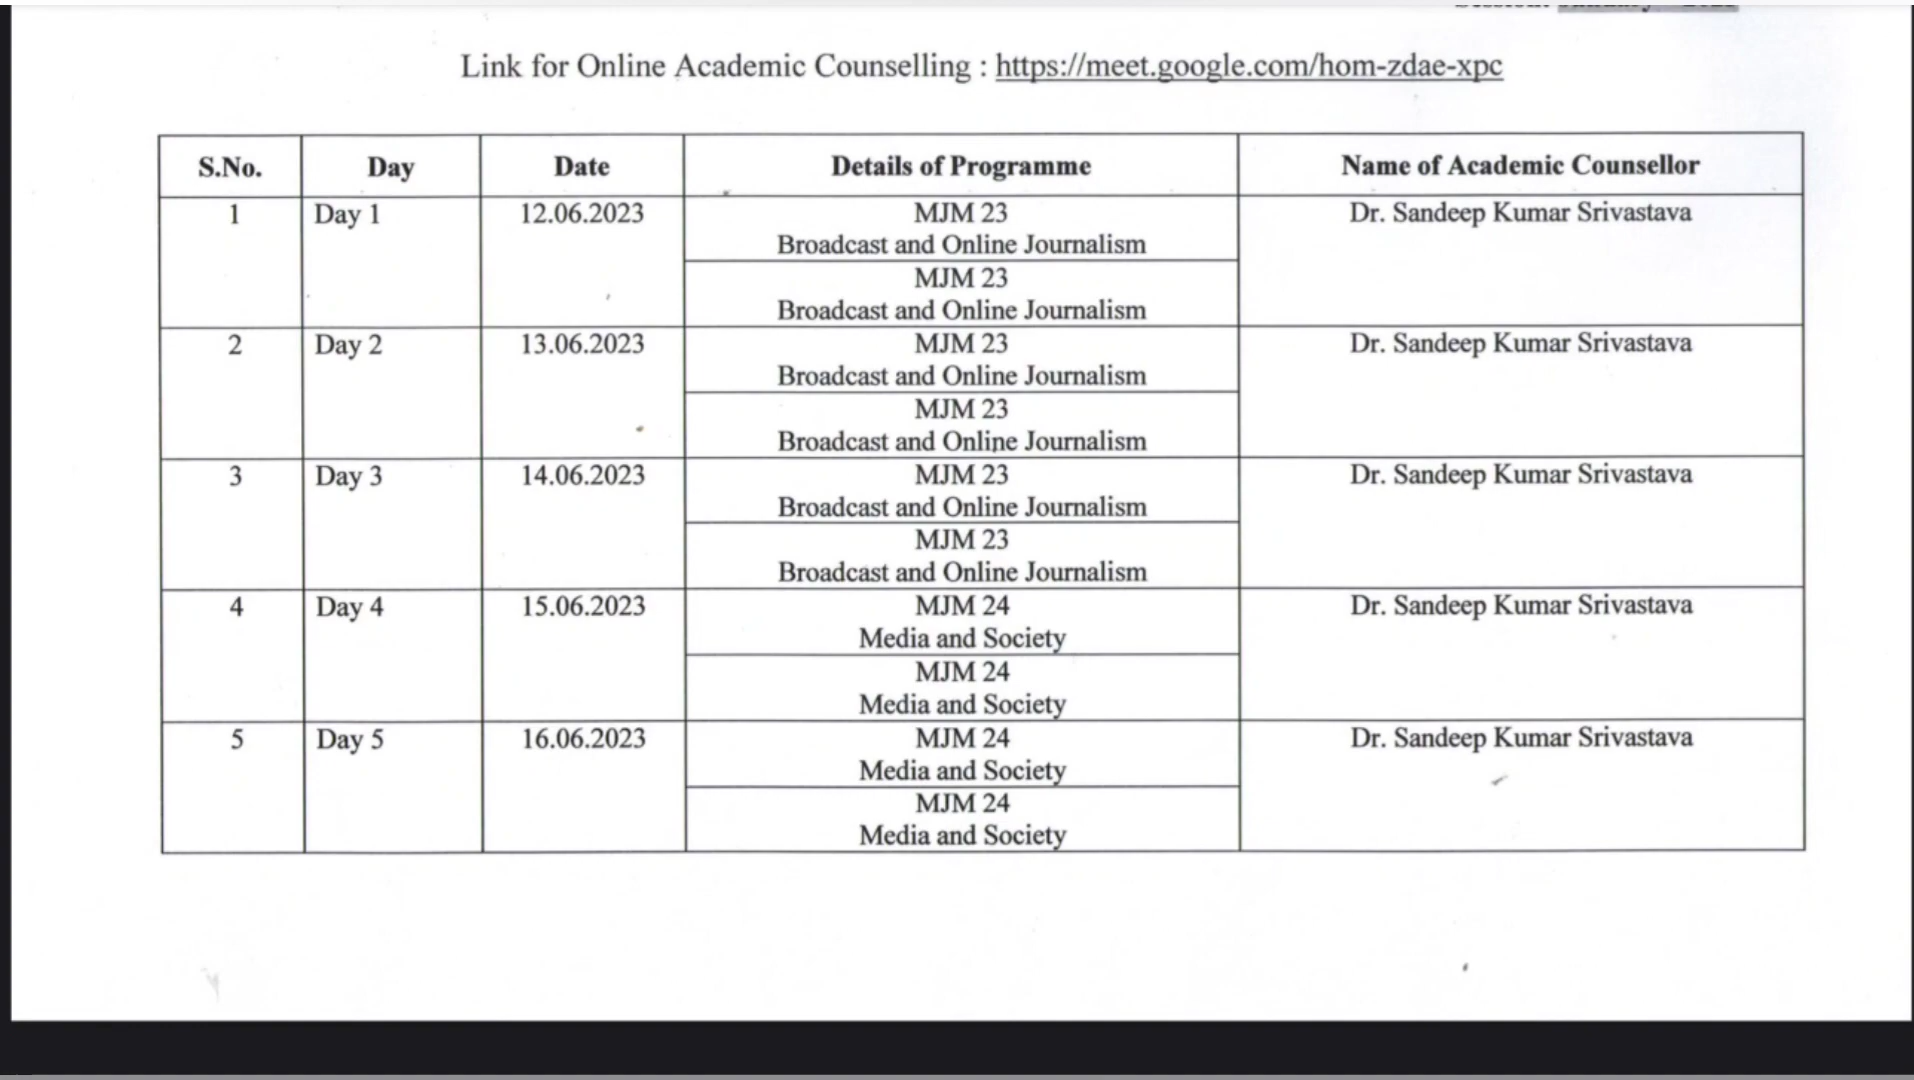 Link for Online Academic Counselling : https://meet.google.com/hom-zdae-xpc
S.No. Day Date Details of Programme Name of Academic Counsellor
1 Day 1 12.06.2023 MJM 23 Dr. Sandeep Kumar Srivastava
Broadcast and Online Journalism
MJM 23
Broadcast and Online Journalism
2 Day 2 13.06.2023 MJM 23 Dr. Sandeep Kumar Srivastava
Broadcast and Online Journalism
MJM 23
Broadcast and Online Journalism
3 Day 3 14.06.2023 MJM 23 Dr. Sandeep Kumar Srivastava
Broadcast and Online Journalism
MJM 23
Broadcast and Online Journalism
4 Day 4 15.06.2023 MJM 24 Dr. Sandeep Kumar Srivastava
Media and Society
MJM 24
Media and Society
5 Day 5 16.06.2023 MJM 24 Dr. Sandeep Kumar Srivastava
Media and Society
MJM 24
Media and Society